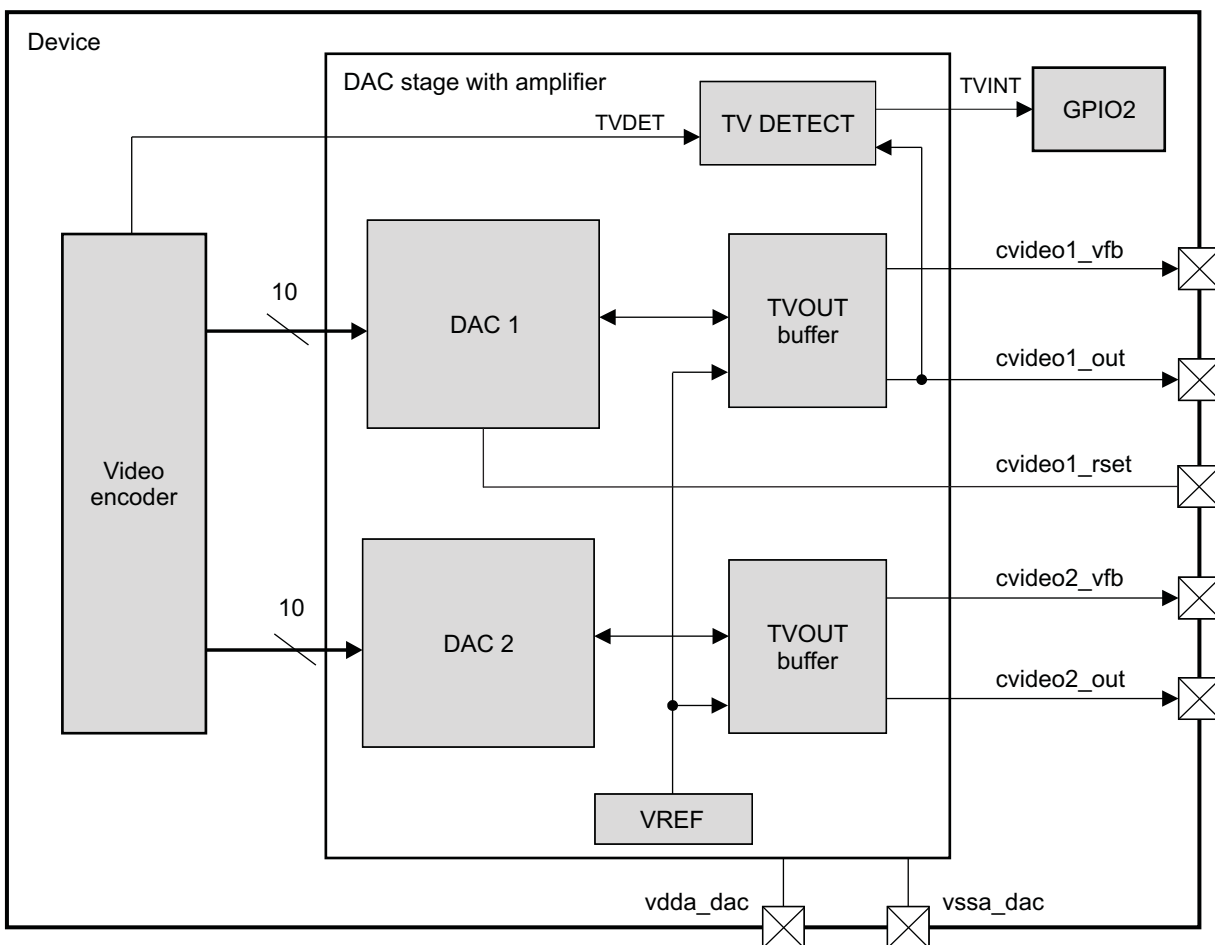 Device
DAC stage with amplifier
TVDET
TV DETECT
TVINT
GPIO2
10
DAC 1
TVOUT
buffer
cvideo1_vfb
cvideo1_out
cvideo1_rset
Video
encoder
10
DAC 2
TVOUT
buffer
cvideo2_vfb
cvideo2_out
VREF
vdda_dac
vssa_dac